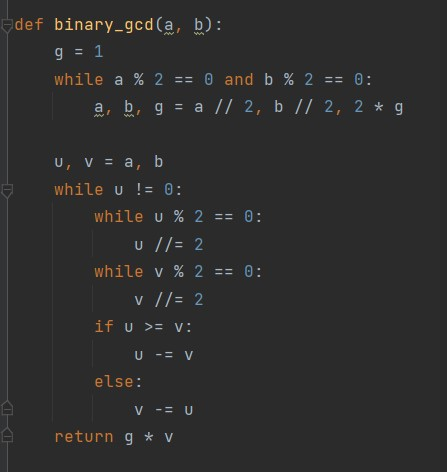 def binary_gcd(a, b):
    g = 1
    while a % 2 == 0 and b % 2 == 0:
        a, b, g = a // 2, b // 2, 2 * g

    u, v = a, b
    while u != 0:
        while u % 2 == 0:
            u //= 2
        while v % 2 == 0:
            v //= 2
        if u >= v:
            u -= v
        else:
            v -= u
    return g * v